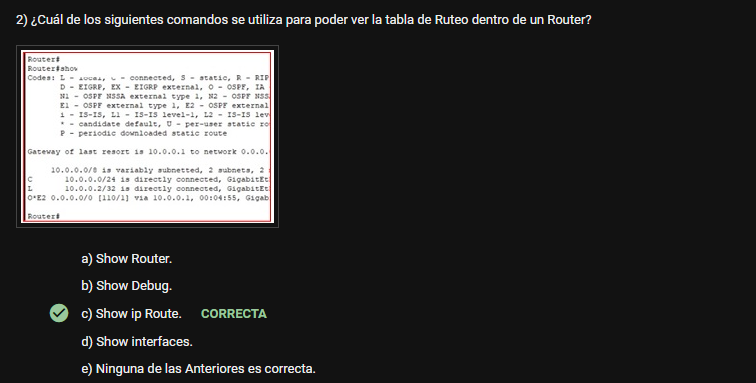 2) ¿Cuál de los siguientes comandos se utiliza para poder ver la tabla de Ruteo dentro de un Router?
Router#
Router#show
Codes: L - local, C - connected, S - static, R - RIP
D - EIGRP, EX - EIGRP external, O - OSPF, IA
N1 - OSPF NSSA external type 1, N2 - OSPF NSS
E1 - OSPF external type 1, E2 - OSPF external
i - IS-IS, L1 - IS-IS level-1, L2 - IS-IS lev
* - candidate default, U - per-user static ro
P - periodic downloaded static route
Gateway of last resort is 10.0.0.1 to network 0.0.0.
10.0.0.0/8 is variably subnetted, 2 subnets, 2
C 10.0.0.0/24 is directly connected, GigabitEt
L 10.0.0.2/32 is directly connected, GigabitEt
O*E2 0.0.0.0/0 [110/1] via 10.0.0.1, 00:04:55, Gigab
Router#
a) Show Router.
b) Show Debug.
c) Show ip Route. CORRECTA
d) Show interfaces.
e) Ninguna de las Anteriores es correcta.